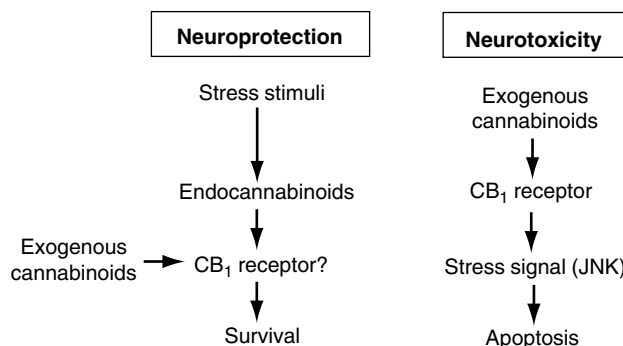 Neuroprotection
Stress stimuli
Endocannabinoids
Exogenous
cannabinoids
CB₁ receptor?
Survival
Neurotoxicity
Exogenous
cannabinoids
CB₁ receptor
Stress signal (JNK)
Apoptosis